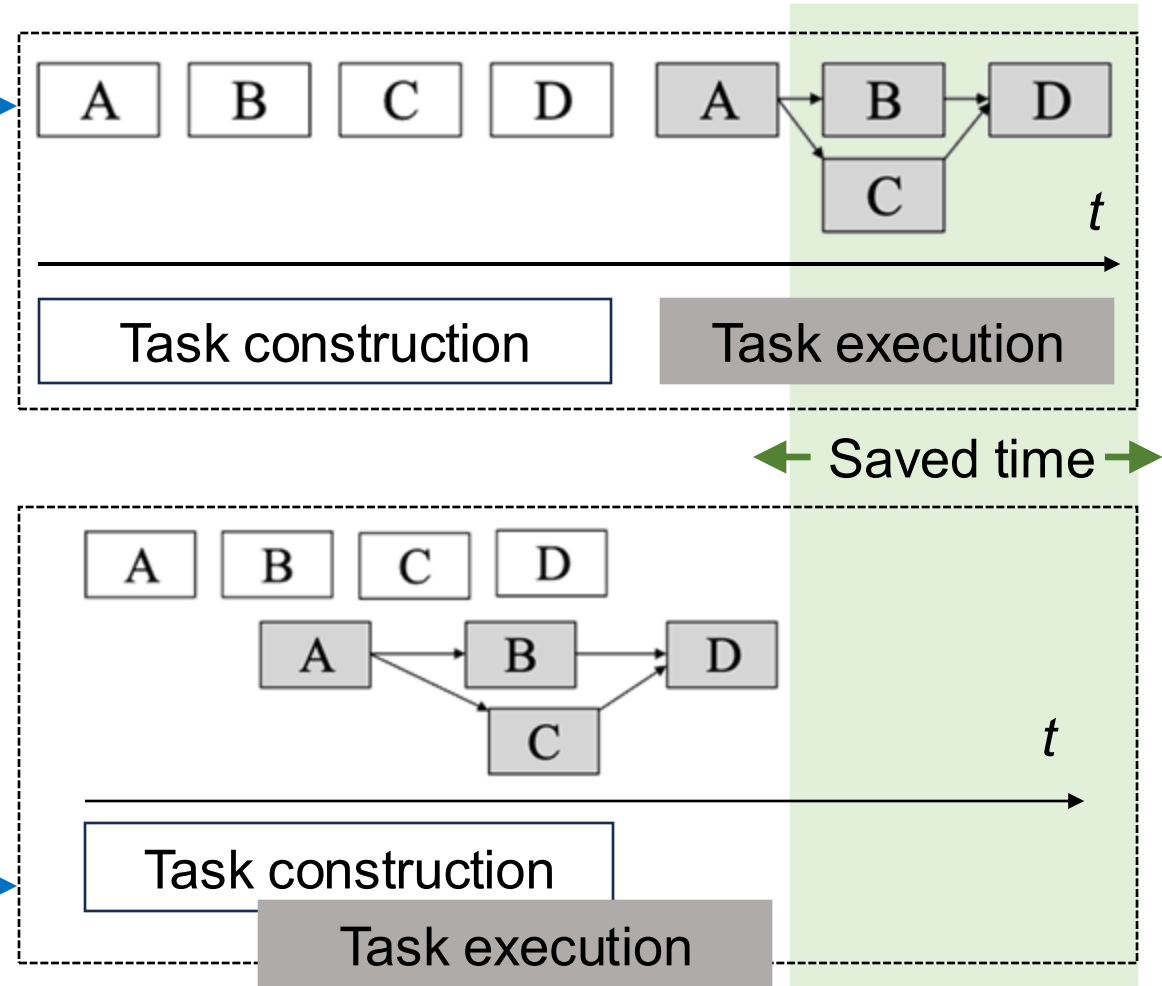 A B C D A B D
C
t
Task construction Task execution
Saved time
A B C D
A B D
C
t
Task construction
Task execution